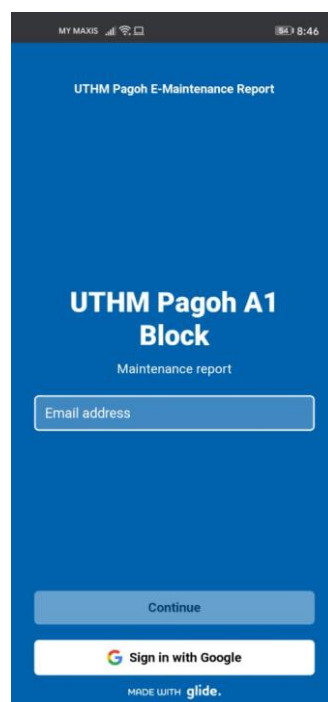 MY MAXIS 54 8:46
UTHM Pagoh E-Maintenance Report
UTHM Pagoh A1
Block
Maintenance report
Email address
Continue
Sign in with Google
MADE WITH glide.